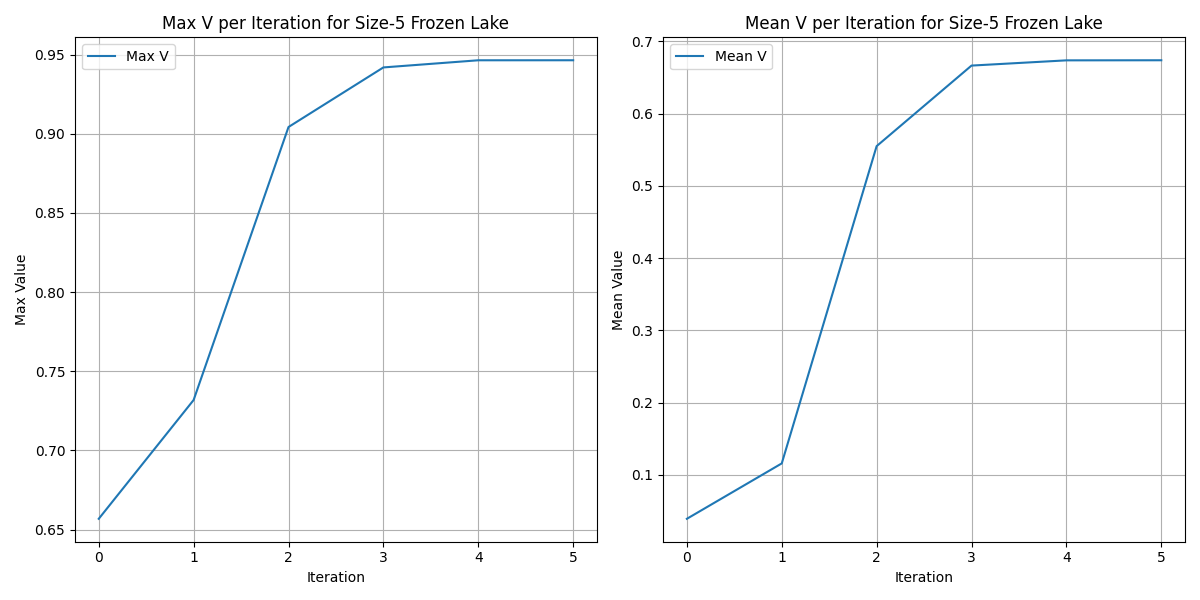 Max V per Iteration for Size-5 Frozen Lake
Max V
0.95
0.90
0.85
0.80
0.75
0.70
0.65
Max Value
0 1 2 3 4 5
Iteration
Mean V per Iteration for Size-5 Frozen Lake
Mean V
0.7
0.6
0.5
0.4
0.3
0.2
0.1
Mean Value
0 1 2 3 4 5
Iteration